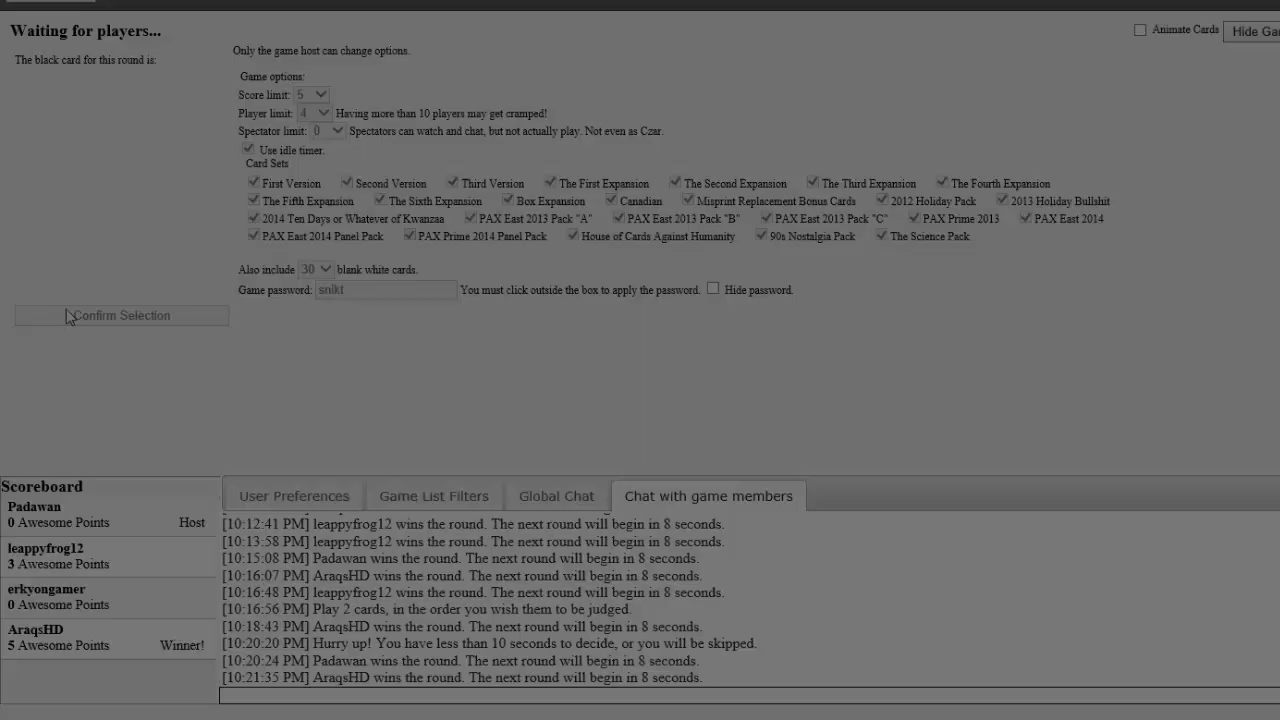 Waiting for players...
Animate Cards
Hide Ga
The black card for this round is:
Only the game host can change options.
Game options:
Score limit: 5
Player limit: 4 Having more than 10 players may get cramped!
Spectator limit: 0 Spectators can watch and chat, but not actually play. Not even as Czar.
Use idle timer.
Card Sets
First Version Second Version Third Version The First Expansion The Second Expansion The Third Expansion The Fourth Expansion
The Fifth Expansion The Sixth Expansion Box Expansion Canadian Misprint Replacement Bonus Cards 2012 Holiday Pack 2013 Holiday Bullshit
2014 Ten Days or Whatever of Kwanzaa PAX East 2013 Pack "A" PAX East 2013 Pack "B" PAX East 2013 Pack "C" PAX Prime 2013 PAX East 2014
PAX East 2014 Panel Pack PAX Prime 2014 Panel Pack House of Cards Against Humanity 90s Nostalgia Pack The Science Pack
Also include 30 blank white cards.
Game password: snikt You must click outside the box to apply the password. Hide password.
Confirm Selection
Scoreboard
Padawan
0 Awesome Points Host
leappyfrog12
3 Awesome Points
erkyongamer
0 Awesome Points
AraqsHD
5 Awesome Points Winner!
User Preferences Game List Filters Global Chat Chat with game members
[10:12:41 PM] leappyfrog12 wins the round. The next round will begin in 8 seconds.
[10:13:58 PM] leappyfrog12 wins the round. The next round will begin in 8 seconds.
[10:15:08 PM] Padawan wins the round. The next round will begin in 8 seconds.
[10:16:07 PM] AraqsHD wins the round. The next round will begin in 8 seconds.
[10:16:48 PM] leappyfrog12 wins the round. The next round will begin in 8 seconds.
[10:16:56 PM] Play 2 cards, in the order you wish them to be judged.
[10:18:43 PM] AraqsHD wins the round. The next round will begin in 8 seconds.
[10:20:20 PM] Hurry up! You have less than 10 seconds to decide, or you will be skipped.
[10:20:24 PM] Padawan wins the round. The next round will begin in 8 seconds.
[10:21:35 PM] AraqsHD wins the round. The next round will begin in 8 seconds.